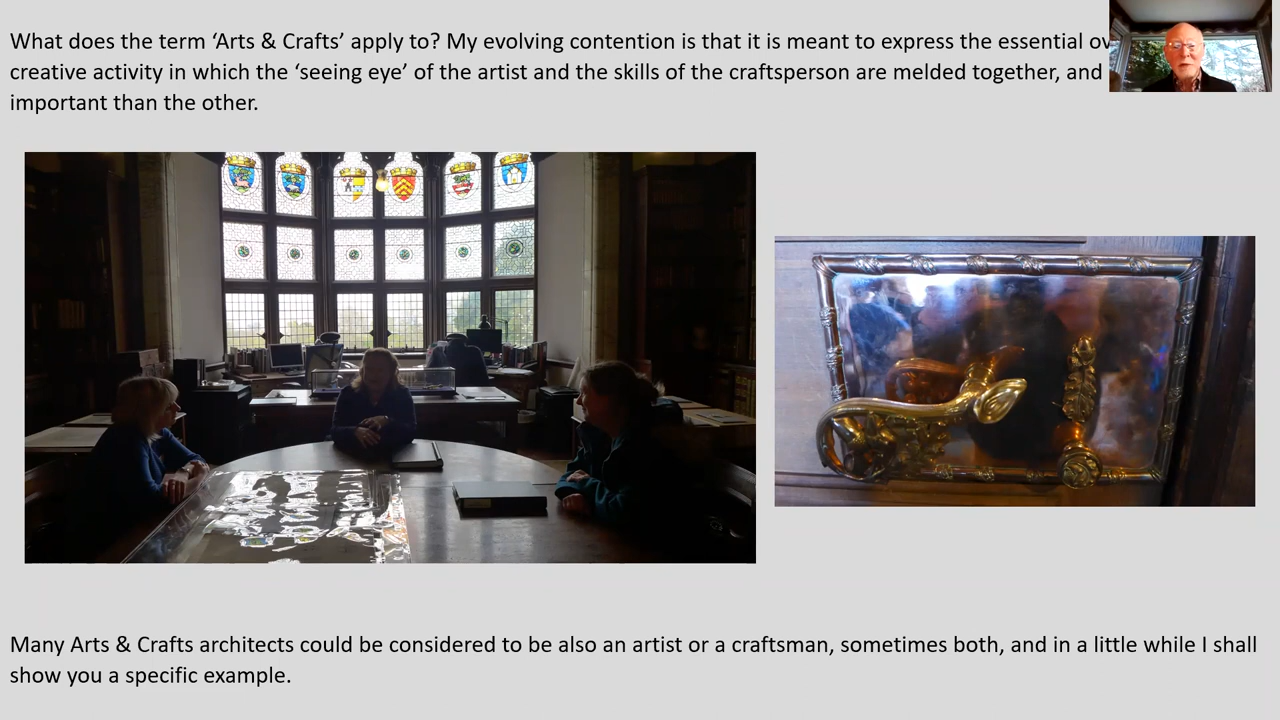 What does the term ‘Arts & Crafts’ apply to? My evolving contention is that it is meant to express the essential
creative activity in which the ‘seeing eye’ of the artist and the skills of the craftsperson are melded together, and
important than the other.
Many Arts & Crafts architects could be considered to be also an artist or a craftsman, sometimes both, and in a little while I shall
show you a specific example.